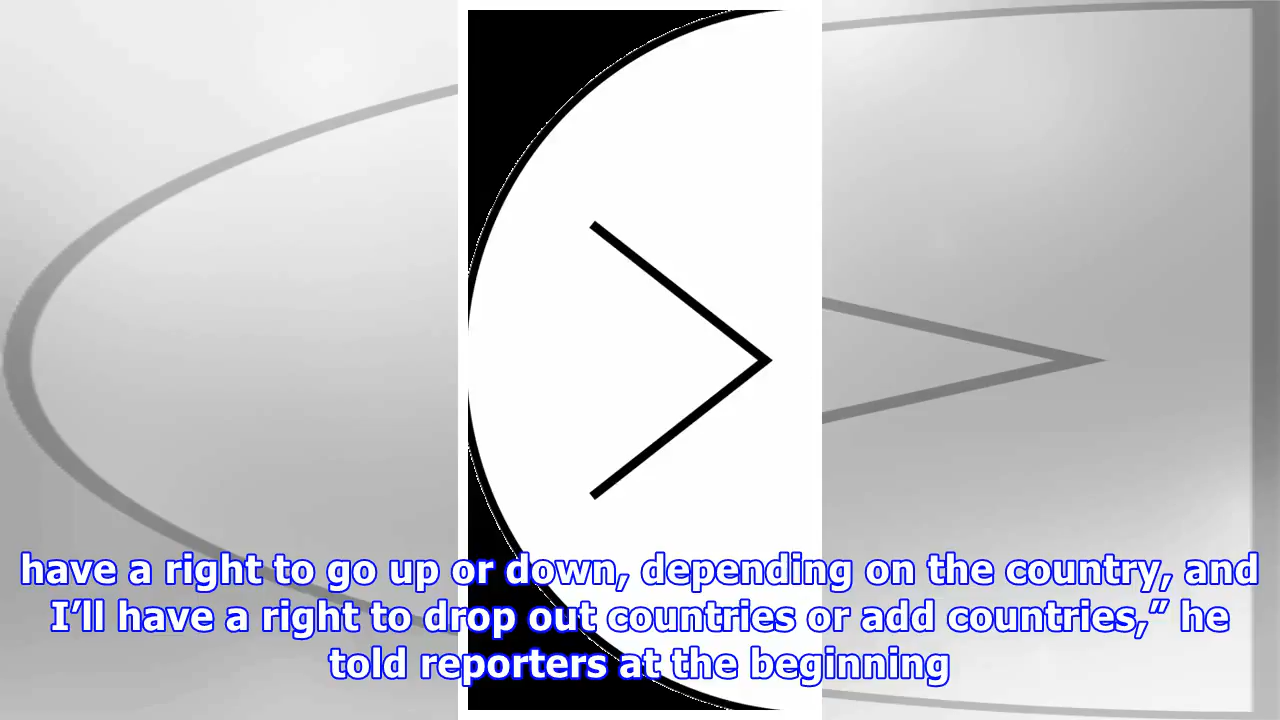 have a right to go up or down, depending on the country, and
I’ll have a right to drop out countries or add countries,” he
told reporters at the beginning